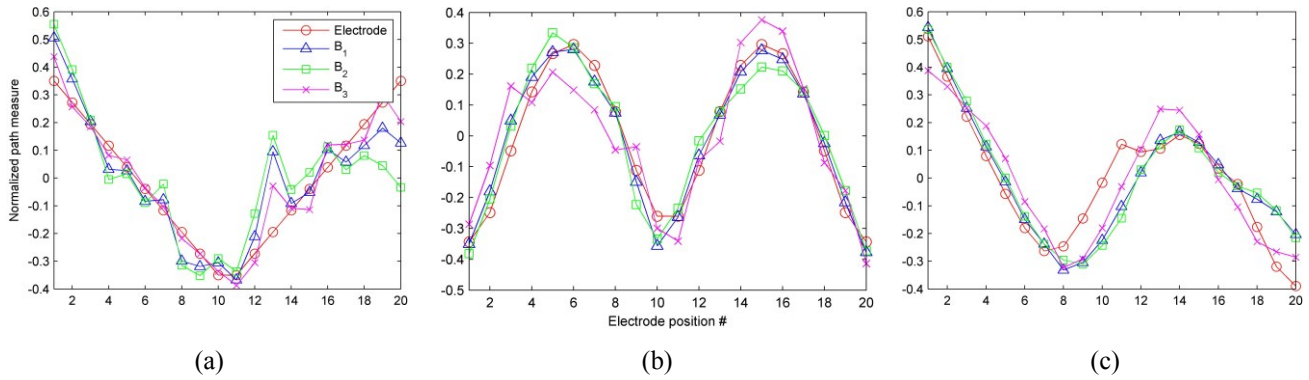 Normalized path measure
0.6
0.5
0.4
0.3
0.2
0.1
0
-0.1
-0.2
-0.3
-0.4
2 4 6 8 10 12 14 16 18 20
Electrode
B1
B2
B3
(a)
0.4
0.3
0.2
0.1
0
-0.1
-0.2
-0.3
-0.4
-0.5
2 4 6 8 10 12 14 16 18 20
Electrode position #
(b)
0.6
0.5
0.4
0.3
0.2
0.1
0
-0.1
-0.2
-0.3
-0.4
2 4 6 8 10 12 14 16 18 20
(c)